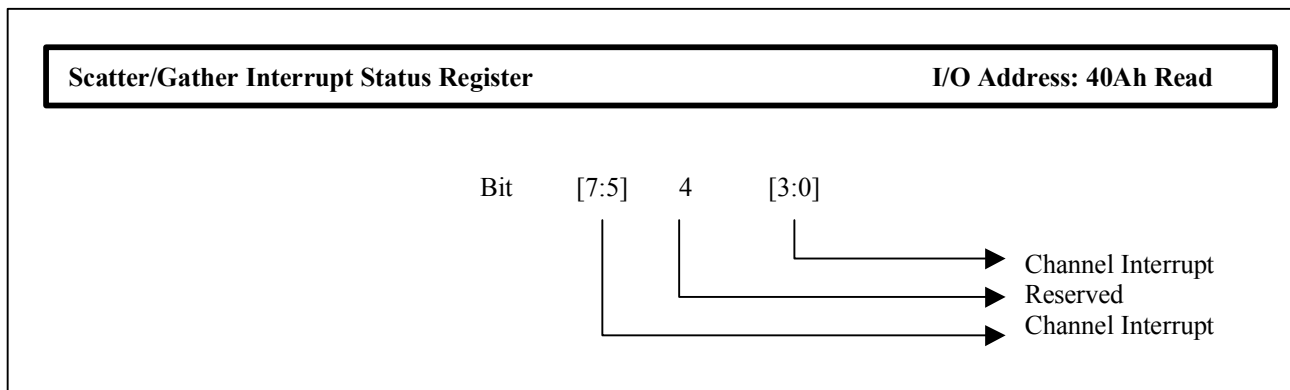 Scatter/Gather Interrupt Status Register I/O Address: 40Ah Read
Bit [7:5] 4 [3:0]
Channel Interrupt
Reserved
Channel Interrupt